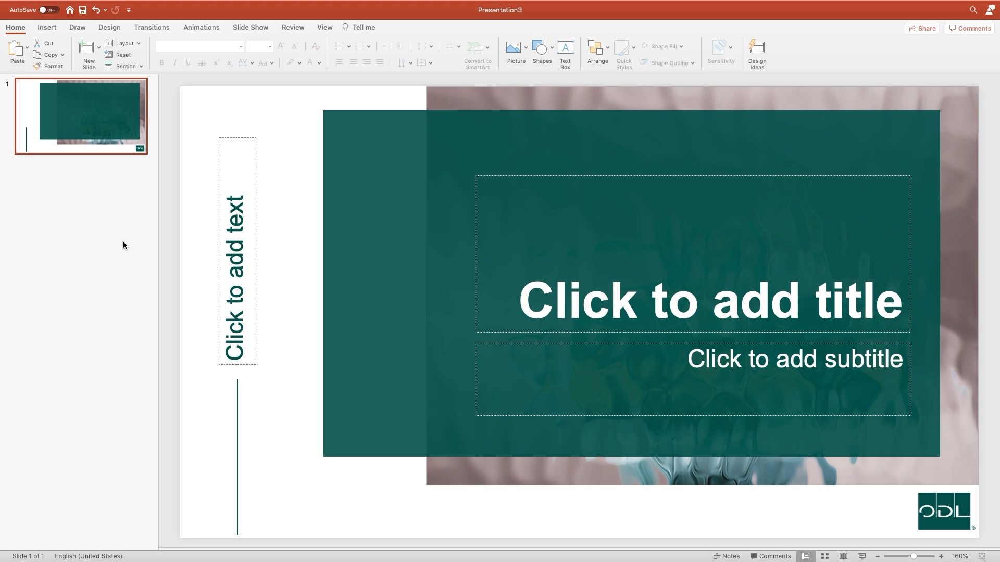 AutoSave OFF
Presentation3
Home Insert Draw Design Transitions Animations Slide Show Review View Tell me
Share Comments
Paste
Cut
Copy
Format
New Slide
Layout
Reset
Section
Convert to SmartArt
Picture
Shapes
Text Box
Arrange
Quick Styles
Shape Fill
Shape Outline
Sensitivity
Design Ideas
1
Click to add text
Click to add title
Click to add subtitle
ODL®
Slide 1 of 1 English (United States)
Notes Comments 160%